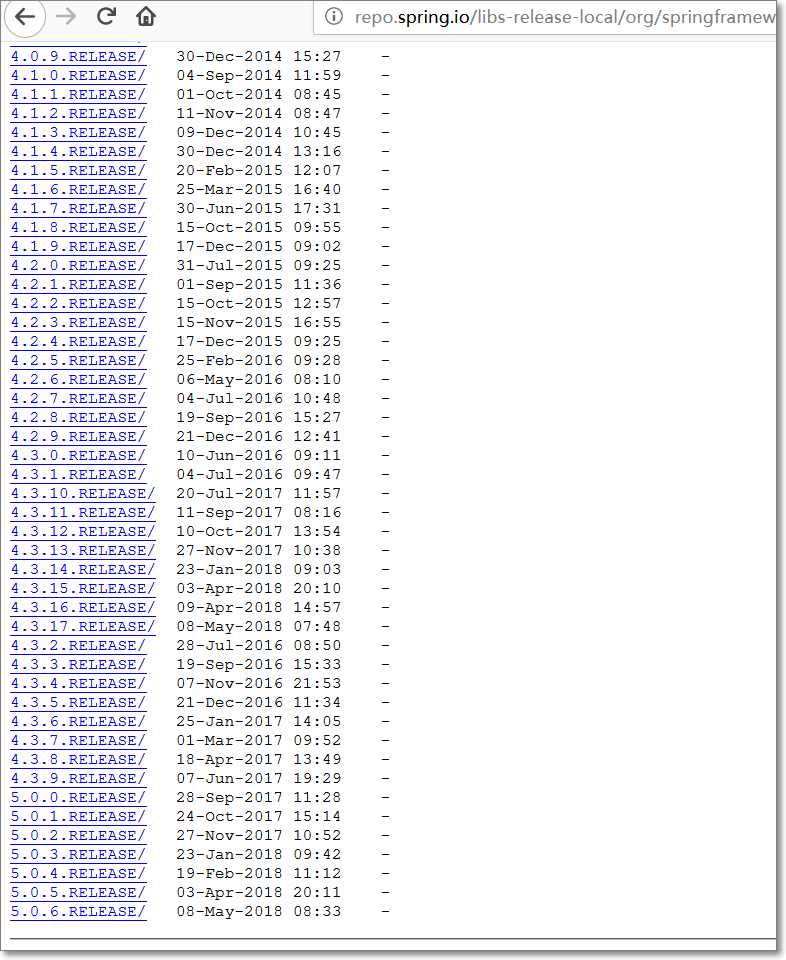 repo.spring.io/libs-release-local/org/springframew
4.0.9.RELEASE/ 30-Dec-2014 15:27 -
4.1.0.RELEASE/ 04-Sep-2014 11:59 -
4.1.1.RELEASE/ 01-Oct-2014 08:45 -
4.1.2.RELEASE/ 11-Nov-2014 08:47 -
4.1.3.RELEASE/ 09-Dec-2014 10:45 -
4.1.4.RELEASE/ 30-Dec-2014 13:16 -
4.1.5.RELEASE/ 20-Feb-2015 12:07 -
4.1.6.RELEASE/ 25-Mar-2015 16:40 -
4.1.7.RELEASE/ 30-Jun-2015 17:31 -
4.1.8.RELEASE/ 15-Oct-2015 09:55 -
4.1.9.RELEASE/ 17-Dec-2015 09:02 -
4.2.0.RELEASE/ 31-Jul-2015 09:25 -
4.2.1.RELEASE/ 01-Sep-2015 11:36 -
4.2.2.RELEASE/ 15-Oct-2015 12:57 -
4.2.3.RELEASE/ 15-Nov-2015 16:55 -
4.2.4.RELEASE/ 17-Dec-2015 09:25 -
4.2.5.RELEASE/ 25-Feb-2016 09:28 -
4.2.6.RELEASE/ 06-May-2016 08:10 -
4.2.7.RELEASE/ 04-Jul-2016 10:48 -
4.2.8.RELEASE/ 19-Sep-2016 15:27 -
4.2.9.RELEASE/ 21-Dec-2016 12:41 -
4.3.0.RELEASE/ 10-Jun-2016 09:11 -
4.3.1.RELEASE/ 04-Jul-2016 09:47 -
4.3.10.RELEASE/ 20-Jul-2017 11:57 -
4.3.11.RELEASE/ 11-Sep-2017 08:16 -
4.3.12.RELEASE/ 10-Oct-2017 13:54 -
4.3.13.RELEASE/ 27-Nov-2017 10:38 -
4.3.14.RELEASE/ 23-Jan-2018 09:03 -
4.3.15.RELEASE/ 03-Apr-2018 20:10 -
4.3.16.RELEASE/ 09-Apr-2018 14:57 -
4.3.17.RELEASE/ 08-May-2018 07:48 -
4.3.2.RELEASE/ 28-Jul-2016 08:50 -
4.3.3.RELEASE/ 19-Sep-2016 15:33 -
4.3.4.RELEASE/ 07-Nov-2016 21:53 -
4.3.5.RELEASE/ 21-Dec-2016 11:34 -
4.3.6.RELEASE/ 25-Jan-2017 14:05 -
4.3.7.RELEASE/ 01-Mar-2017 09:52 -
4.3.8.RELEASE/ 18-Apr-2017 13:49 -
4.3.9.RELEASE/ 07-Jun-2017 19:29 -
5.0.0.RELEASE/ 28-Sep-2017 11:28 -
5.0.1.RELEASE/ 24-Oct-2017 15:14 -
5.0.2.RELEASE/ 27-Nov-2017 10:52 -
5.0.3.RELEASE/ 23-Jan-2018 09:42 -
5.0.4.RELEASE/ 19-Feb-2018 11:12 -
5.0.5.RELEASE/ 03-Apr-2018 20:11 -
5.0.6.RELEASE/ 08-May-2018 08:33 -